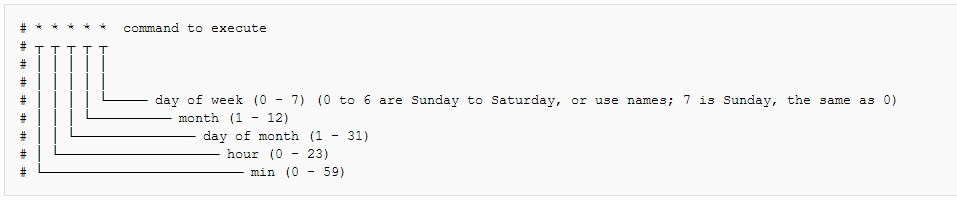 # * * * * *  command to execute
# ┬ ┬ ┬ ┬ ┬
# │ │ │ │ │
# │ │ │ │ │
# │ │ │ │ └───── day of week (0 - 7) (0 to 6 are Sunday to Saturday, or use names; 7 is Sunday, the same as 0)
# │ │ │ └────────── month (1 - 12)
# │ │ └─────────────── day of month (1 - 31)
# │ └──────────────────── hour (0 - 23)
# └───────────────────────── min (0 - 59)